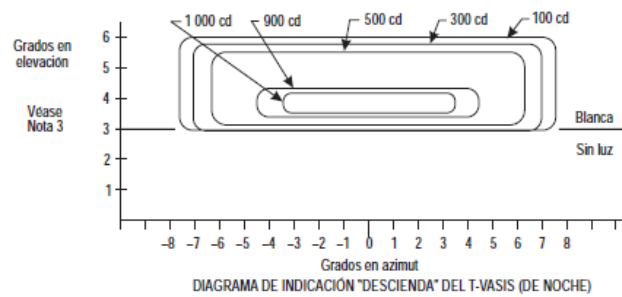 1 000 cd 900 cd 500 cd 300 cd 100 cd
Grados en
elevación
6
5
4
Véase
Nota 3
3
2
1
Blanca
Sin luz
–8 –7 –6 –5 –4 –3 –2 –1 0 1 2 3 4 5 6 7 8
Grados en azimut
DIAGRAMA DE INDICACIÓN "DESCIENDA" DEL T-VASIS (DE NOCHE)